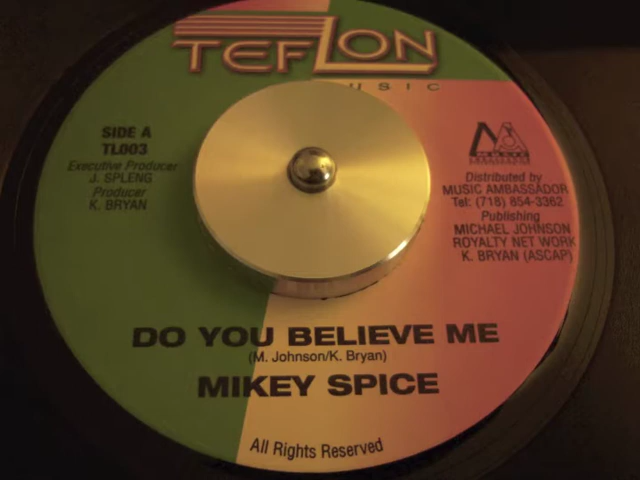 TEFLON
MUSIC
SIDE A
TL003
Executive Producer
J. SPLENG
Producer
K. BRYAN
Distributed by
MUSIC AMBASSADOR
Tel: (718) 854-3362
Publishing
MICHAEL JOHNSON
ROYALTY NET WORK
K. BRYAN (ASCAP)
DO YOU BELIEVE ME
(M. Johnson/K. Bryan)
MIKEY SPICE
All Rights Reserved